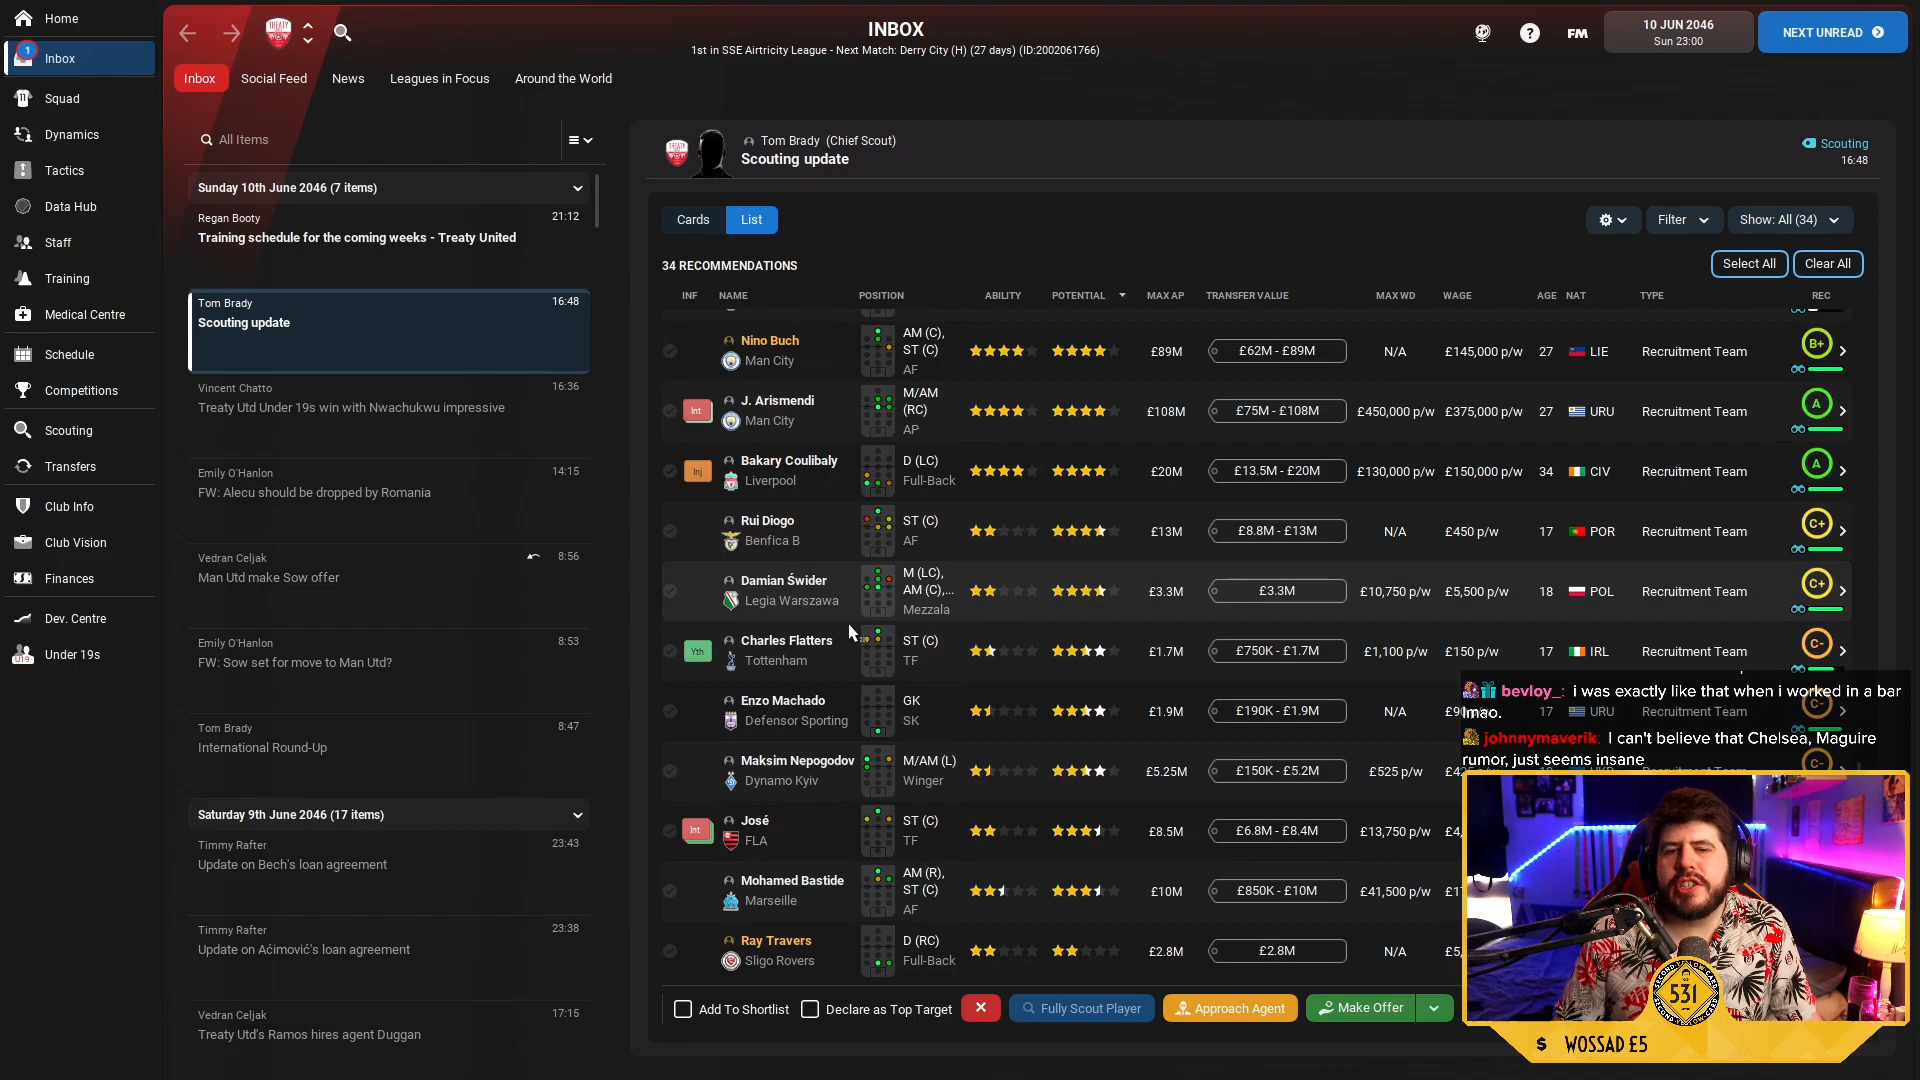 Home
INBOX
1st in SSE Airtricity League - Next Match: Derry City (H) (27 days) (ID:2002061766)
FM
10 JUN 2046
Sun 23:00
NEXT UNREAD
1
Inbox
Squad
Dynamics
Tactics
Data Hub
Staff
Training
Medical Centre
Schedule
Competitions
Scouting
Transfers
Club Info
Club Vision
Finances
Dev. Centre
U19
Under 19s
Inbox Social Feed News Leagues in Focus Around the World
All Items
Sunday 10th June 2046 (7 items)
Regan Booty 21:12
Training schedule for the coming weeks - Treaty United
Tom Brady 16:48
Scouting update
Vincent Chatto 16:36
Treaty Utd Under 19s win with Nwachukwu impressive
Emily O'Hanlon 14:15
FW: Alecu should be dropped by Romania
Vedran Celjak 8:56
Man Utd make Sow offer
Emily O'Hanlon 8:53
FW: Sow set for move to Man Utd?
Tom Brady 8:47
International Round-Up
Saturday 9th June 2046 (17 items)
Timmy Rafter 23:43
Update on Bech's loan agreement
Timmy Rafter 23:38
Update on Aćimović's loan agreement
Vedran Celjak 17:15
Treaty Utd's Ramos hires agent Duggan
Tom Brady (Chief Scout)
Scouting update
Scouting
16:48
Cards List
Filter
Show: All (34)
34 RECOMMENDATIONS
Select All Clear All
INF NAME POSITION ABILITY POTENTIAL MAX AP TRANSFER VALUE MAX WD WAGE AGE NAT TYPE REC
Nino Buch Man City AM (C), ST (C) AF £89M £62M - £89M N/A £145,000 p/w 27 LIE Recruitment Team B+
Int J. Arismendi Man City M/AM (RC) AP £108M £75M - £108M £450,000 p/w £375,000 p/w 27 URU Recruitment Team A
Inj Bakary Coulibaly Liverpool D (LC) Full-Back £20M £13.5M - £20M £130,000 p/w £150,000 p/w 34 CIV Recruitment Team A
Rui Diogo Benfica B ST (C) AF £13M £8.8M - £13M N/A £450 p/w 17 POR Recruitment Team C+
Damian Świder Legia Warszawa M (LC), AM (C),... Mezzala £3.3M £3.3M £10,750 p/w £5,500 p/w 18 POL Recruitment Team C+
Yth Charles Flatters Tottenham ST (C) TF £1.7M £750K - £1.7M £1,100 p/w £150 p/w 17 IRL Recruitment Team C-
Enzo Machado Defensor Sporting GK SK £1.9M £190K - £1.9M N/A 17 URU Recruitment Team
Maksim Nepogodov Dynamo Kyiv M/AM (L) Winger £5.25M £150K - £5.2M £525 p/w
Int José FLA ST (C) TF £8.5M £6.8M - £8.4M £13,750 p/w
Mohamed Bastide Marseille AM (R), ST (C) AF £10M £850K - £10M £41,500 p/w
Ray Travers Sligo Rovers D (RC) Full-Back £2.8M £2.8M N/A
Add To Shortlist Declare as Top Target Fully Scout Player Approach Agent Make Offer
bevloy_: i was exactly like that when i worked in a bar
lmao.
johnnymaverik: I can't believe that Chelsea, Maguire
rumor, just seems insane
SECOND YELLOW CARD
531
$ WOSSAD £5